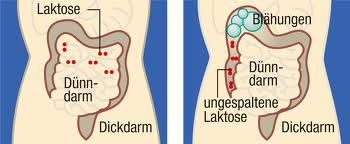 Laktose
Dünn-
darm
Dickdarm
Blähungen
Dünn-
darm
ungespaltene
Laktose
Dickdarm